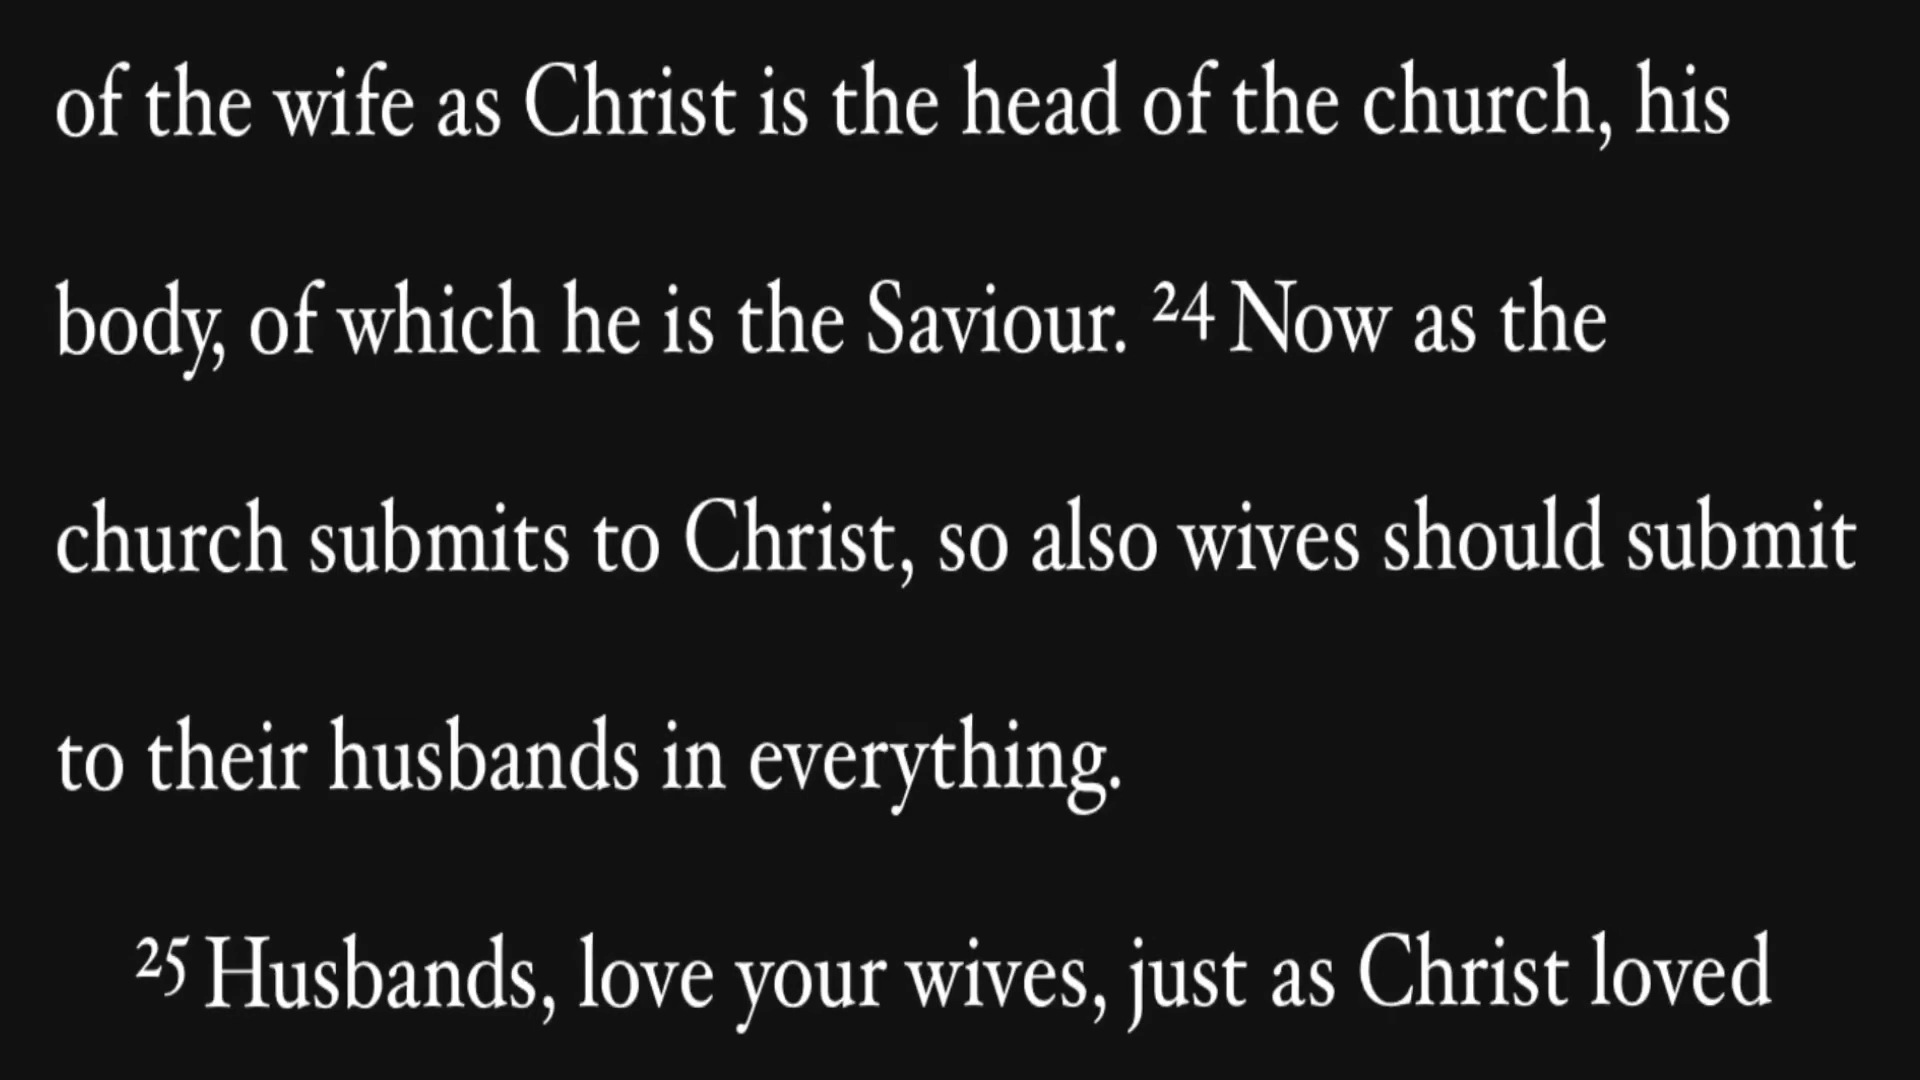 of the wife as Christ is the head of the church, his
body, of which he is the Saviour. 24 Now as the
church submits to Christ, so also wives should submit
to their husbands in everything.
25 Husbands, love your wives, just as Christ loved